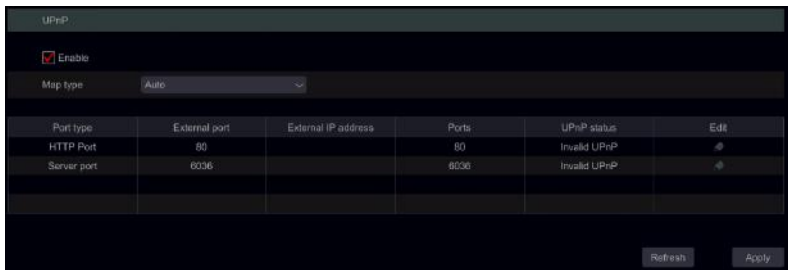 UPnP
Enable
Map type Auto
Port type External port External IP address Ports UPnP status Edit
HTTP Port 80 80 Invalid UPnP
Server port 6036 6036 Invalid UPnP
Refresh Apply